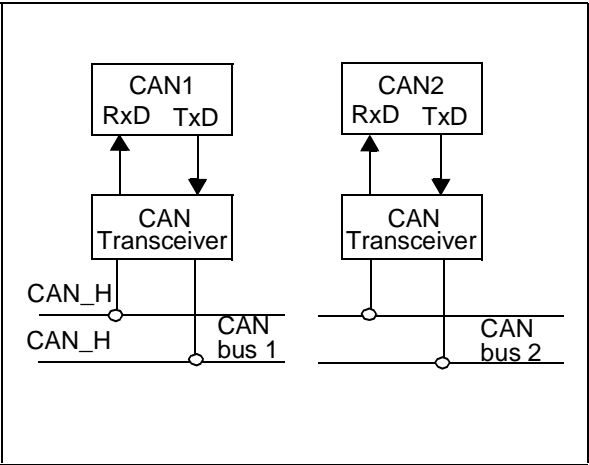 CAN1
RxD TxD
CAN
Transceiver
CAN_H
CAN_H
CAN
bus 1
CAN2
RxD TxD
CAN
Transceiver
CAN
bus 2